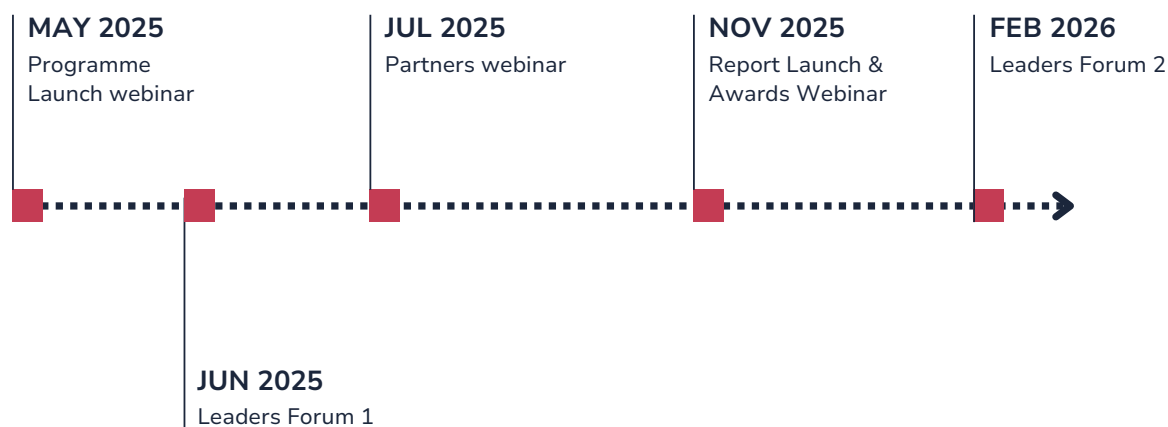 MAY 2025
Programme
Launch webinar
JUL 2025
Partners webinar
NOV 2025
Report Launch &
Awards Webinar
FEB 2026
Leaders Forum 2
JUN 2025
Leaders Forum 1